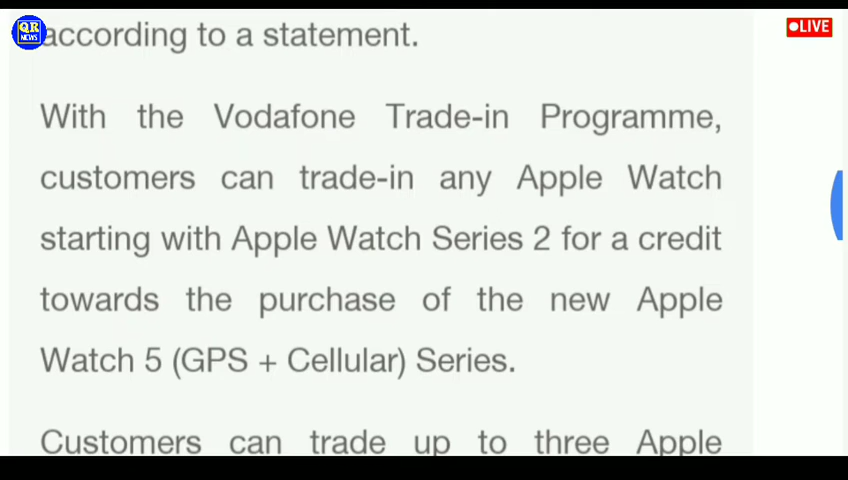 QR
NEWS
LIVE
according to a statement.
With the Vodafone Trade-in Programme,
customers can trade-in any Apple Watch
starting with Apple Watch Series 2 for a credit
towards the purchase of the new Apple
Watch 5 (GPS + Cellular) Series.
Customers can trade up to three Apple